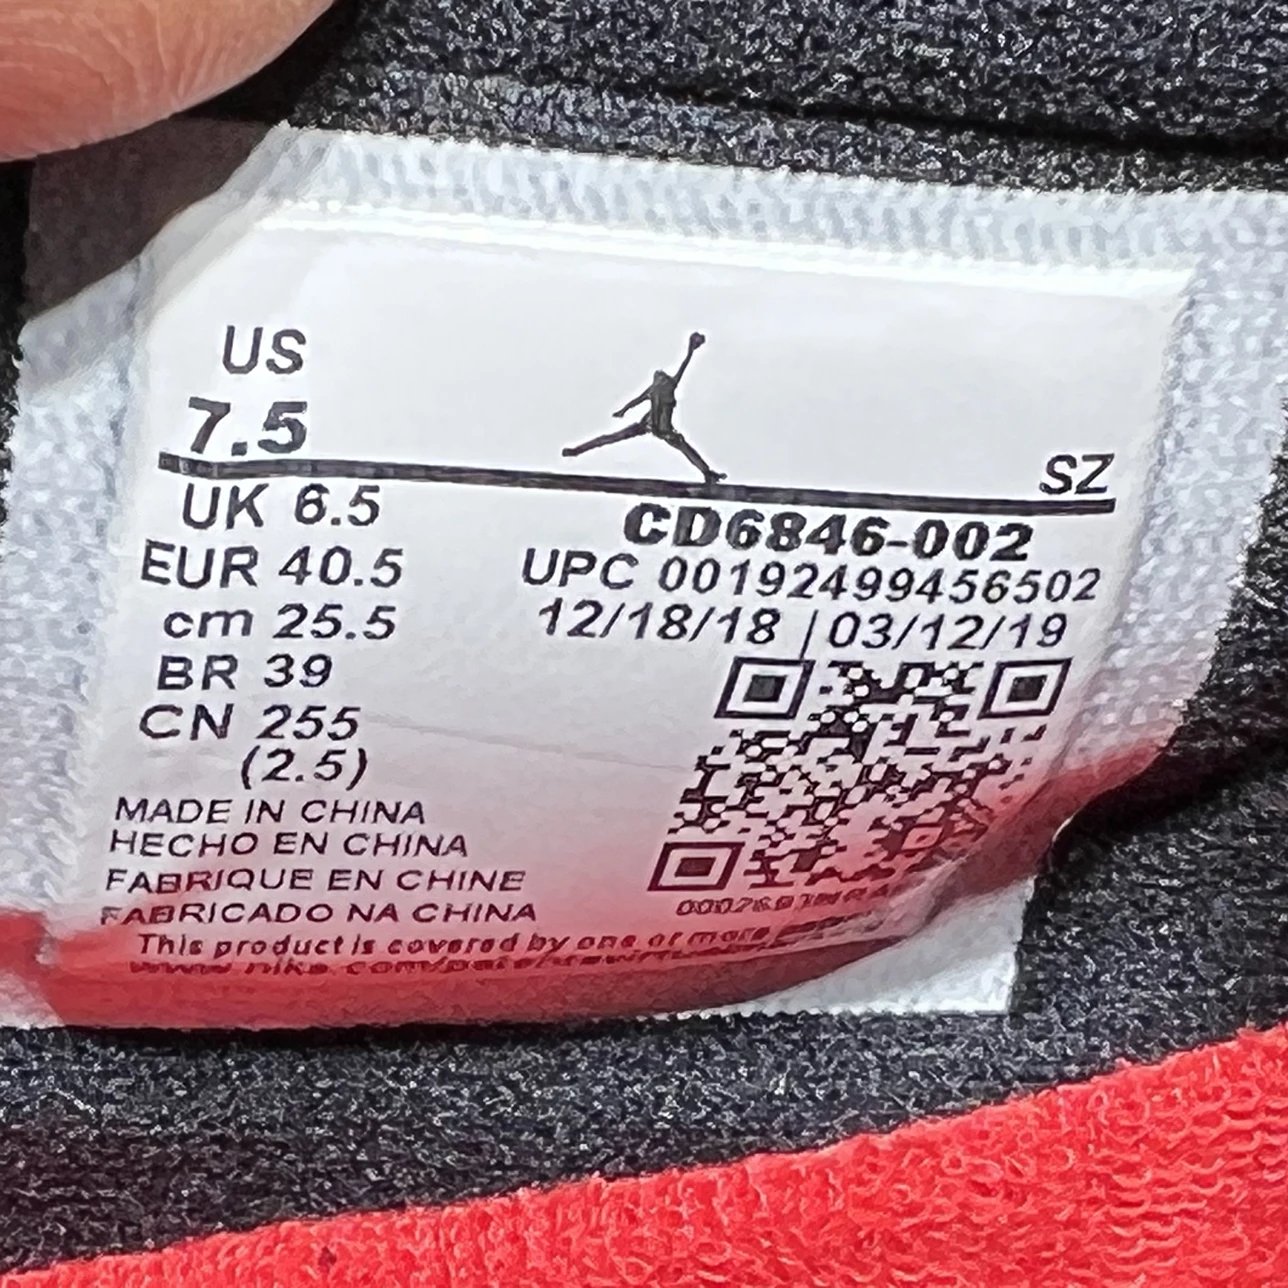 US
7.5
SZ
UK 6.5
CD6846-002
EUR 40.5
UPC 00192499456502
cm 25.5
12/18/18 | 03/12/19
BR 39
CN 255
(2.5)
MADE IN CHINA
HECHO EN CHINA
FABRIQUE EN CHINE
FABRICADO NA CHINA
This product is covered by one or more